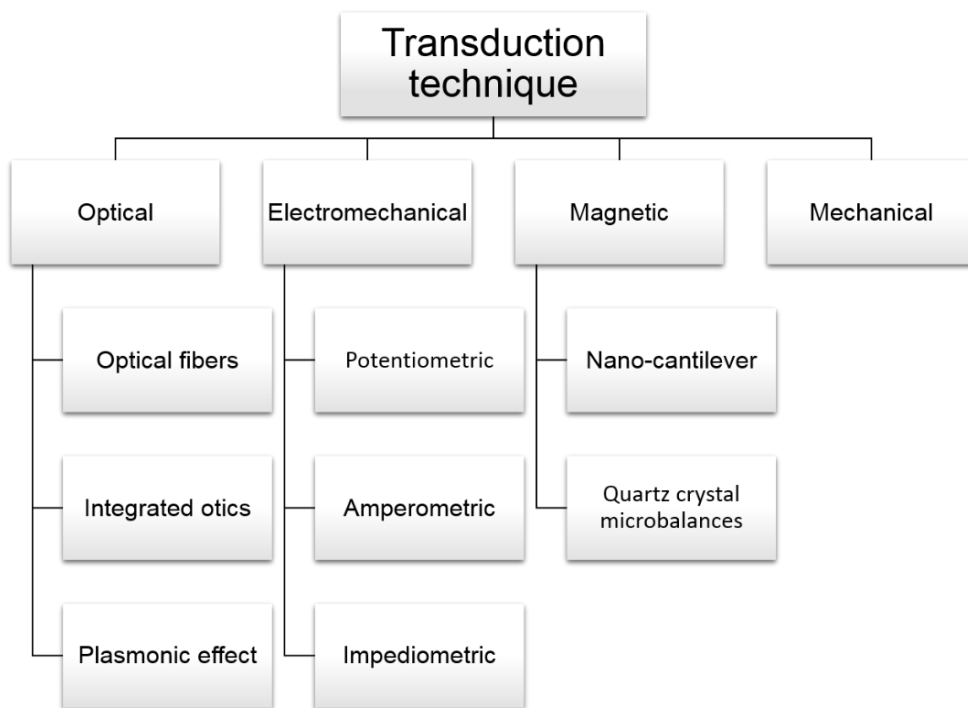 Transduction
technique
Optical
Electromechanical
Magnetic
Mechanical
Optical fibers
Potentiometric
Nano-cantilever
Integrated otics
Amperometric
Quartz crystal
microbalances
Plasmonic effect
Impediometric